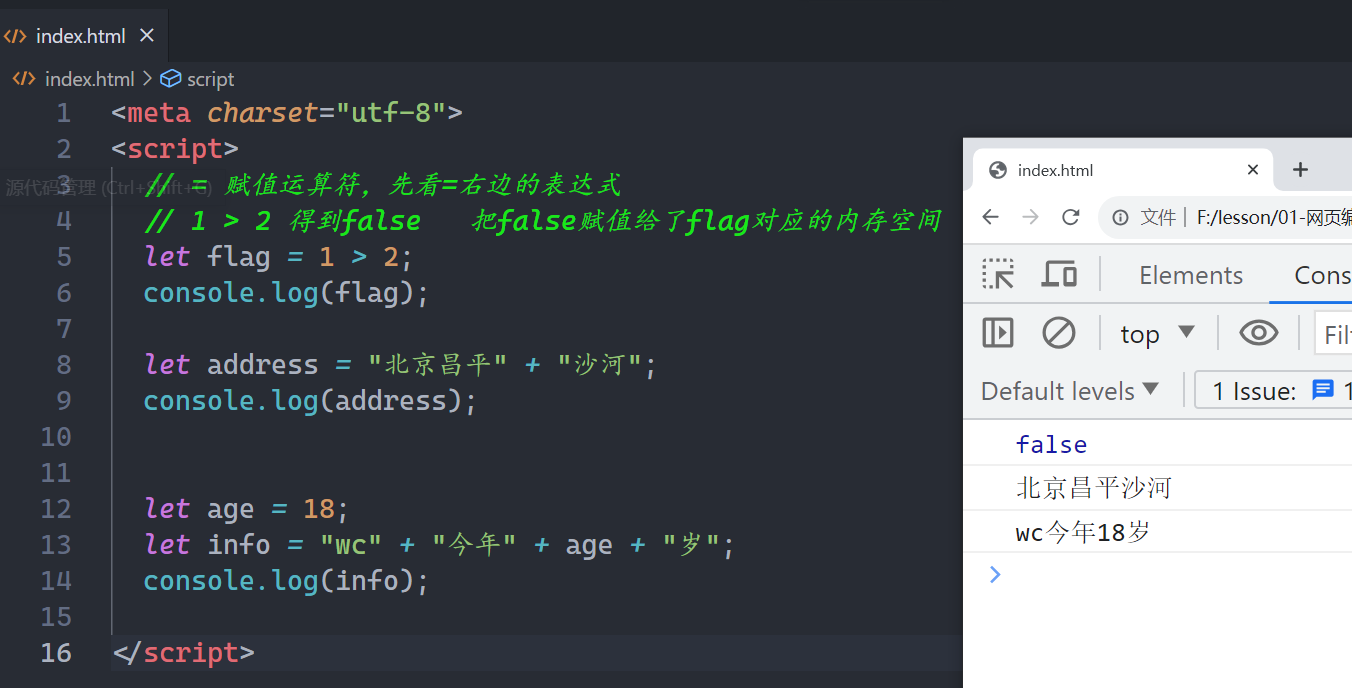 index.html
index.html > script
1 <meta charset="utf-8">
2 <script>
源代码管理 (Ctrl+Shift+G)
3 // = 赋值运算符，先看=右边的表达式
4 // 1 > 2 得到false 把false赋值给了flag对应的内存空间
5 let flag = 1 > 2;
6 console.log(flag);
7
8 let address = "北京昌平" + "沙河";
9 console.log(address);
10
11
12 let age = 18;
13 let info = "wc" + "今年" + age + "岁";
14 console.log(info);
15
16 </script>
index.html
文件 | F:/lesson/01-网页编
Elements Cons
top Fil
Default levels 1 Issue: 1
false
北京昌平沙河
wc今年18岁